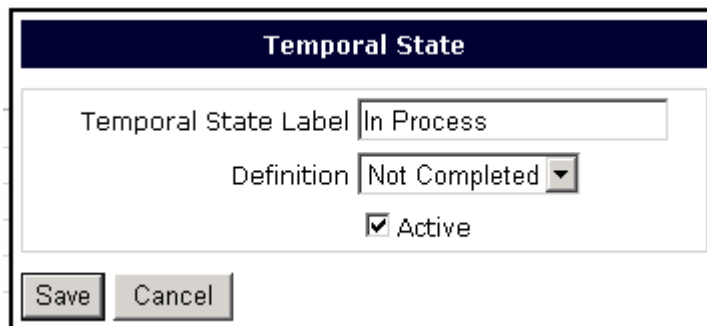 Temporal State
Temporal State Label In Process
Definition Not Completed
Active
Save Cancel